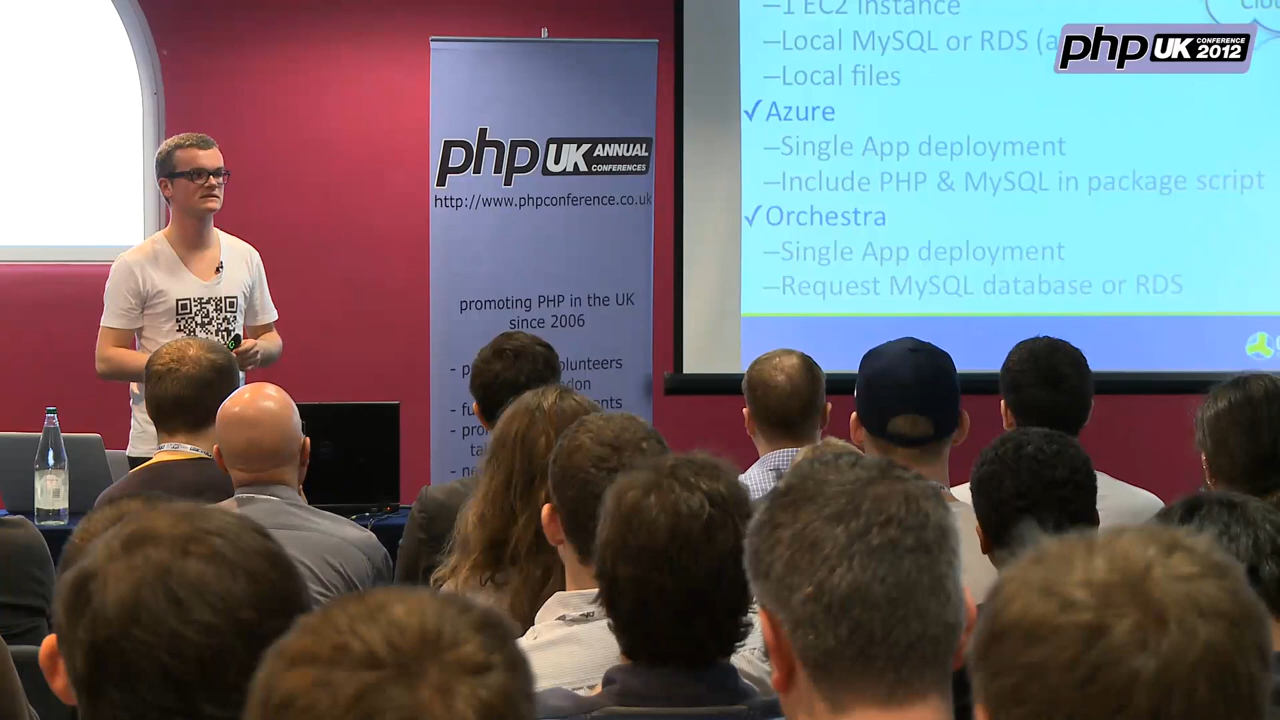 –1 EC2 Instance
–Local MySQL or RDS (a
–Local files
✓Azure
–Single App deployment
–Include PHP & MySQL in package script
✓Orchestra
–Single App deployment
–Request MySQL database or RDS
php UK CONFERENCE 2012
php UK ANNUAL CONFERENCES
http://www.phpconference.co.uk
promoting PHP in the UK
since 2006